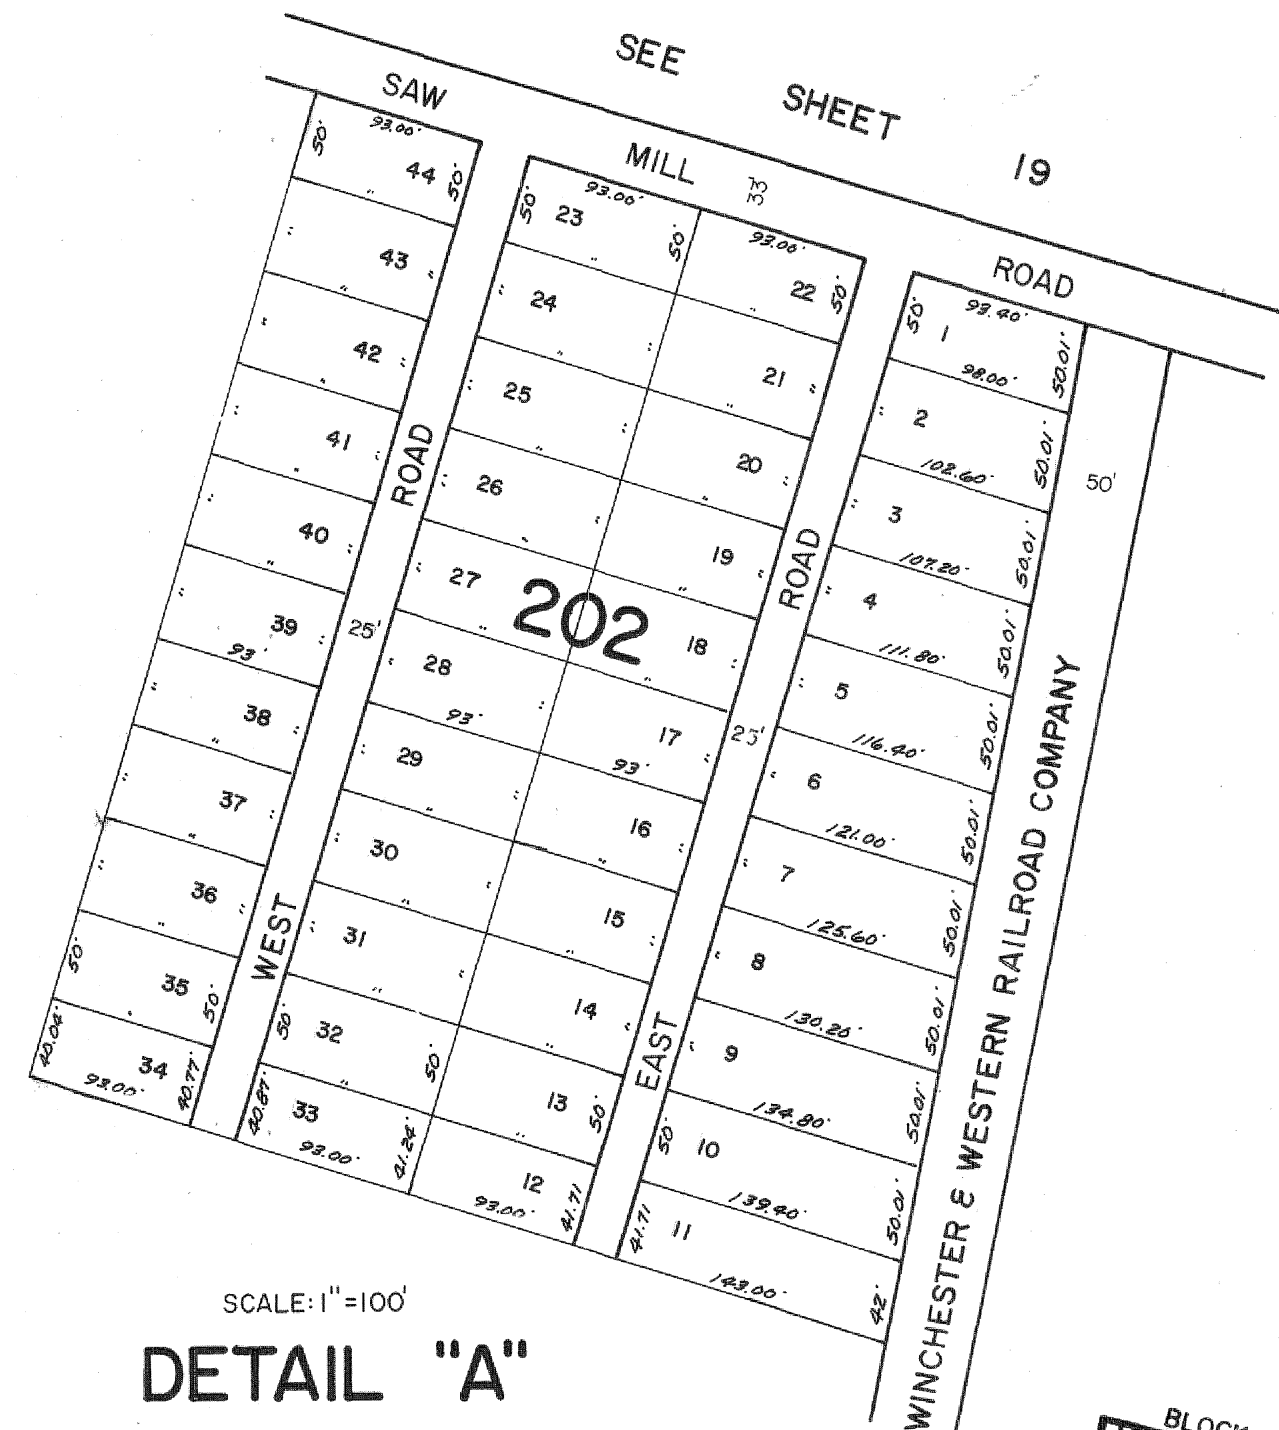 SEE SHEET 19
SAW MILL ROAD
33
93.00'
50' 44 50'
"
" 43 "
"
" 42 "
"
" 41 "
"
" 40 "
"
" 39 "
93'
" 38 "
"
" 37 "
"
" 36 "
"
50' 35 50'
"
40.04' 34 40.77'
93.00'
WEST ROAD
25'
93.00'
50' 23 50'
"
" 24 "
"
" 25 "
"
" 26 "
"
" 27
"
" 28 "
93'
" 29 "
"
" 30 "
"
" 31 "
"
50' 32 50'
"
40.87' 33 41.24'
93.00'
202
93.00'
22 50'
"
21 "
"
20 "
"
19 "
"
18 "
"
17 "
93'
16 "
"
15 "
"
14 "
"
13 50'
"
12 41.71
93.00'
EAST ROAD
25'
93.40'
50' 1 50.01'
98.00'
" 2 50.01'
102.60'
" 3 50.01'
107.20'
" 4 50.01'
111.80'
" 5 50.01'
116.40'
" 6 50.01'
121.00'
" 7 50.01'
125.60'
" 8 50.01'
130.20'
" 9 50.01'
134.80'
50' 10 50.01'
139.40'
41.71 11 42'
143.00'
50'
WINCHESTER & WESTERN RAILROAD COMPANY
SCALE: 1" = 100'
DETAIL "A"
BLOCK